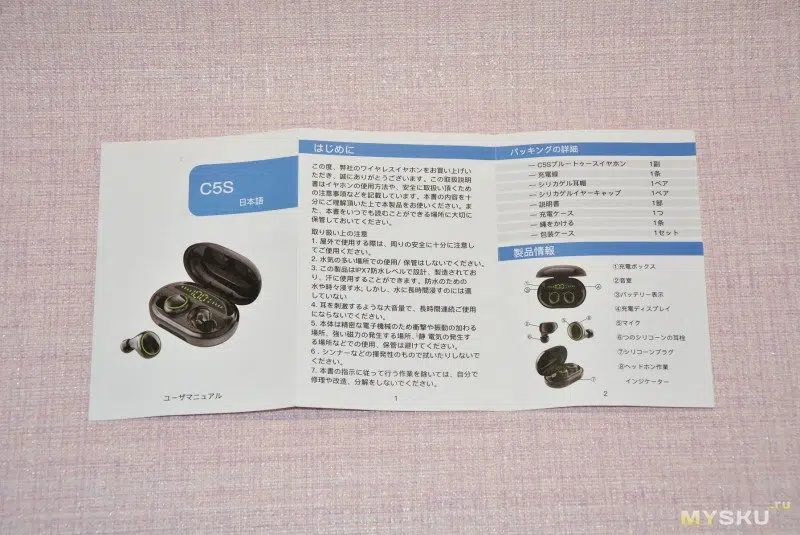 C5S
日本語
ユーザマニュアル
はじめに
この度、弊社のワイヤレスイヤホンをお買い上げい
ただき、誠にありがとうございます。この取扱説明
書はイヤホンの使用方法や、安全に取扱い頂くため
の注意事項などを記載しています。本書の内容を十
分にご理解頂いた上で本製品をお使いください。ま
た、本書をいつでも読むことができる場所に大切に
保管しておいてください。
取り扱い上の注意
1. 屋外で使用する際は、周りの安全に十分に注意し
てご使用ください。
2. 水気の多い場所での使用/ 保管はしないでください。
3. この製品はIPX7防水レベルで設計、製造されてお
り、汗に使用することができます。防水のための
水や時々浸す水。しかし、水に長時間浸すのには適
していない
4. 耳を刺激するような大音量で、長時間連続ご使用
にならないでください。
5. 本体は精密な電子機械のため衝撃や振動の加わる
場所、強い磁力の発生する場所、静 電気の発生す
る場所などでの使用、保管は避けてください。
6. シンナーなどの揮発性のもので拭いたりしないで
ください。
7. 本書の指示に従って行う作業を除いては、自分で
修理や改造、分解をしないでください。
1
パッキングの詳細
— C5Sブルートゥースイヤホン 1副
— 充電線 1条
— シリカゲル耳帽 1ペア
— シリカゲルイヤーキャップ 1ペア
— 説明書 1部
— 充電ケース 1つ
— 縄をかける 1条
— 包装ケース 1セット
製品情報
①充電ボックス
②音室
③バッテリー表示
④充電ディスプレイ
⑤マイク
⑥つのシリコーンの耳栓
⑦シリコーンプラグ
⑧ヘッドホン作業
インジケーター
2
MYSKU.ru